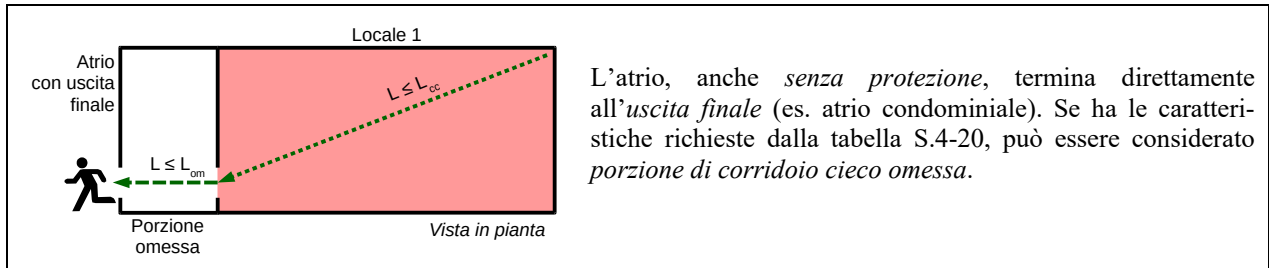 Locale 1
Atrio
con uscita
finale
L ≤ Lcc
L ≤ Lom
Porzione
omessa
Vista in pianta
L’atrio, anche senza protezione, termina direttamente
all’uscita finale (es. atrio condominiale). Se ha le caratteri-
stiche richieste dalla tabella S.4-20, può essere considerato
porzione di corridoio cieco omessa.